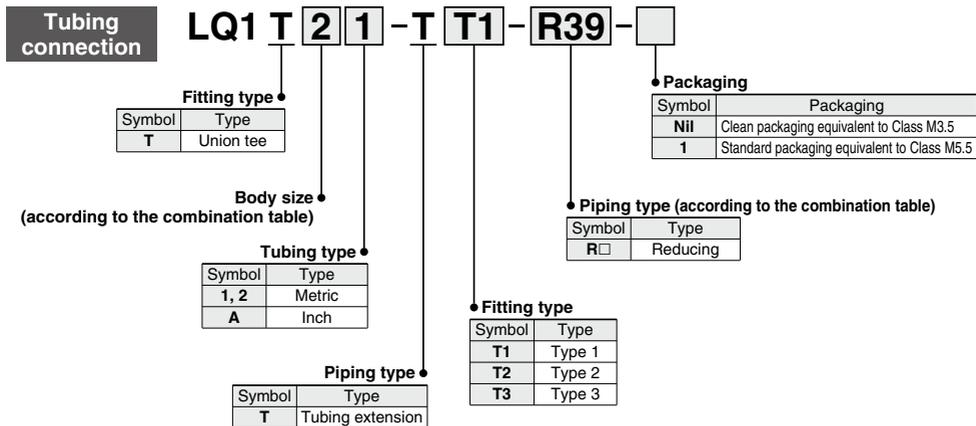 Tubing
connection
LQ1 T 2 1 - T T1 - R39 - □
Packaging
Symbol Packaging
Nil Clean packaging equivalent to Class M3.5
1 Standard packaging equivalent to Class M5.5
Fitting type
Symbol Type
T Union tee
Body size
(according to the combination table)
Piping type (according to the combination table)
Symbol Type
R□ Reducing
Tubing type
Symbol Type
1, 2 Metric
A Inch
Fitting type
Symbol Type
T1 Type 1
T2 Type 2
T3 Type 3
Piping type
Symbol Type
T Tubing extension